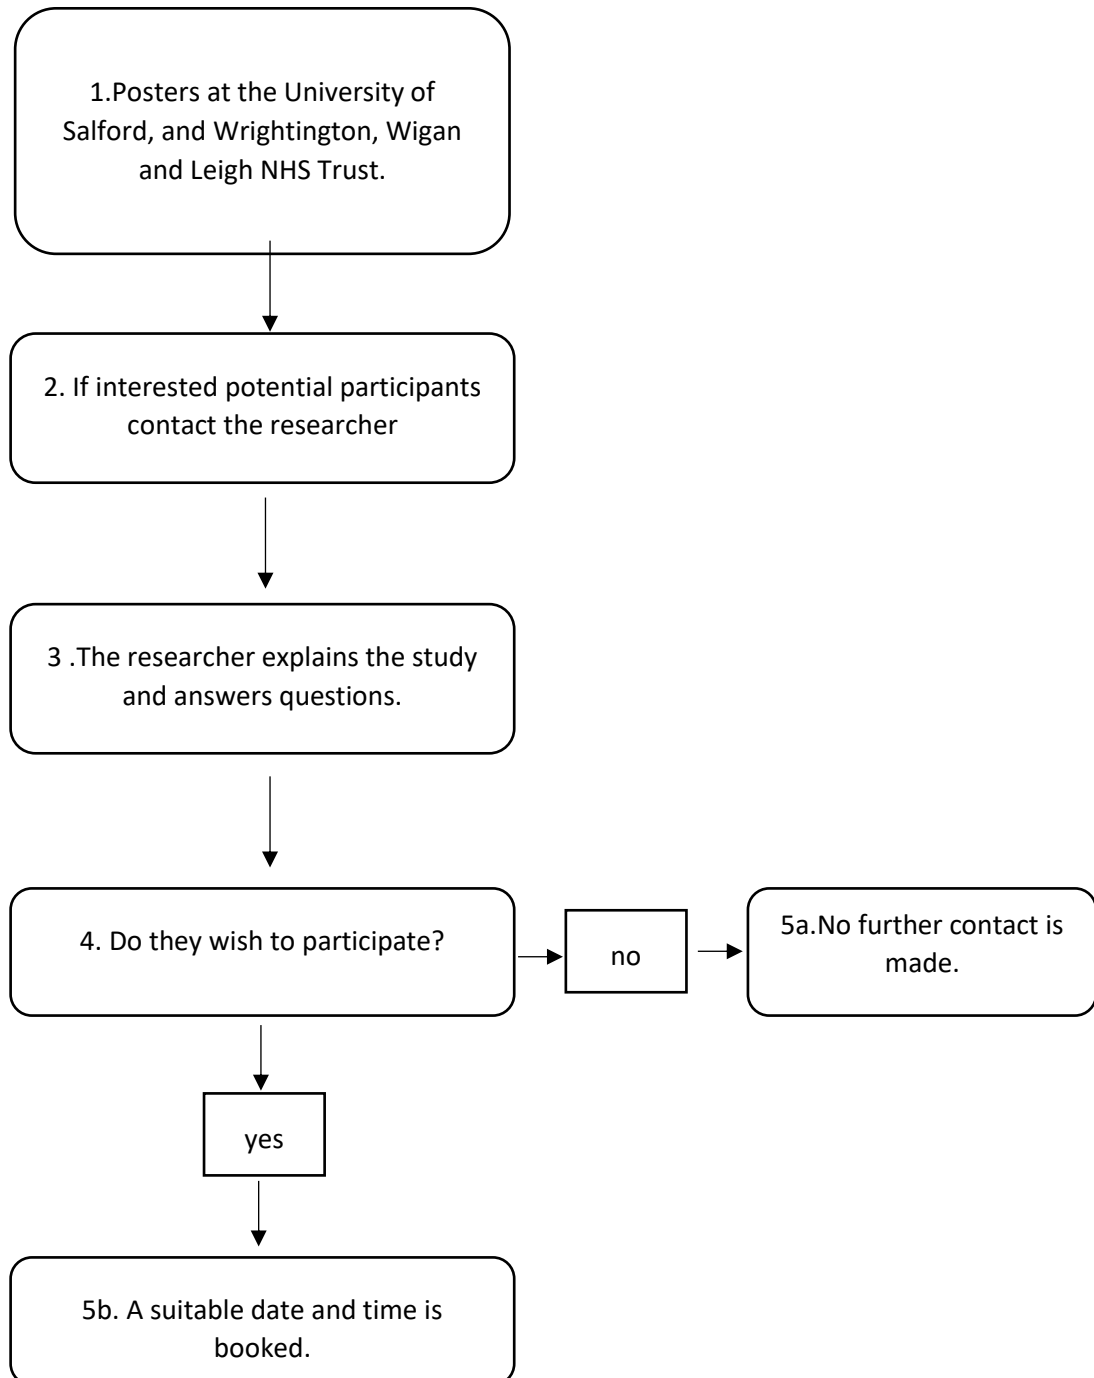 1.Posters at the University of
Salford, and Wrightington, Wigan
and Leigh NHS Trust.
2. If interested potential participants
contact the researcher
3 .The researcher explains the study
and answers questions.
4. Do they wish to participate?
no
5a.No further contact is
made.
yes
5b. A suitable date and time is
booked.